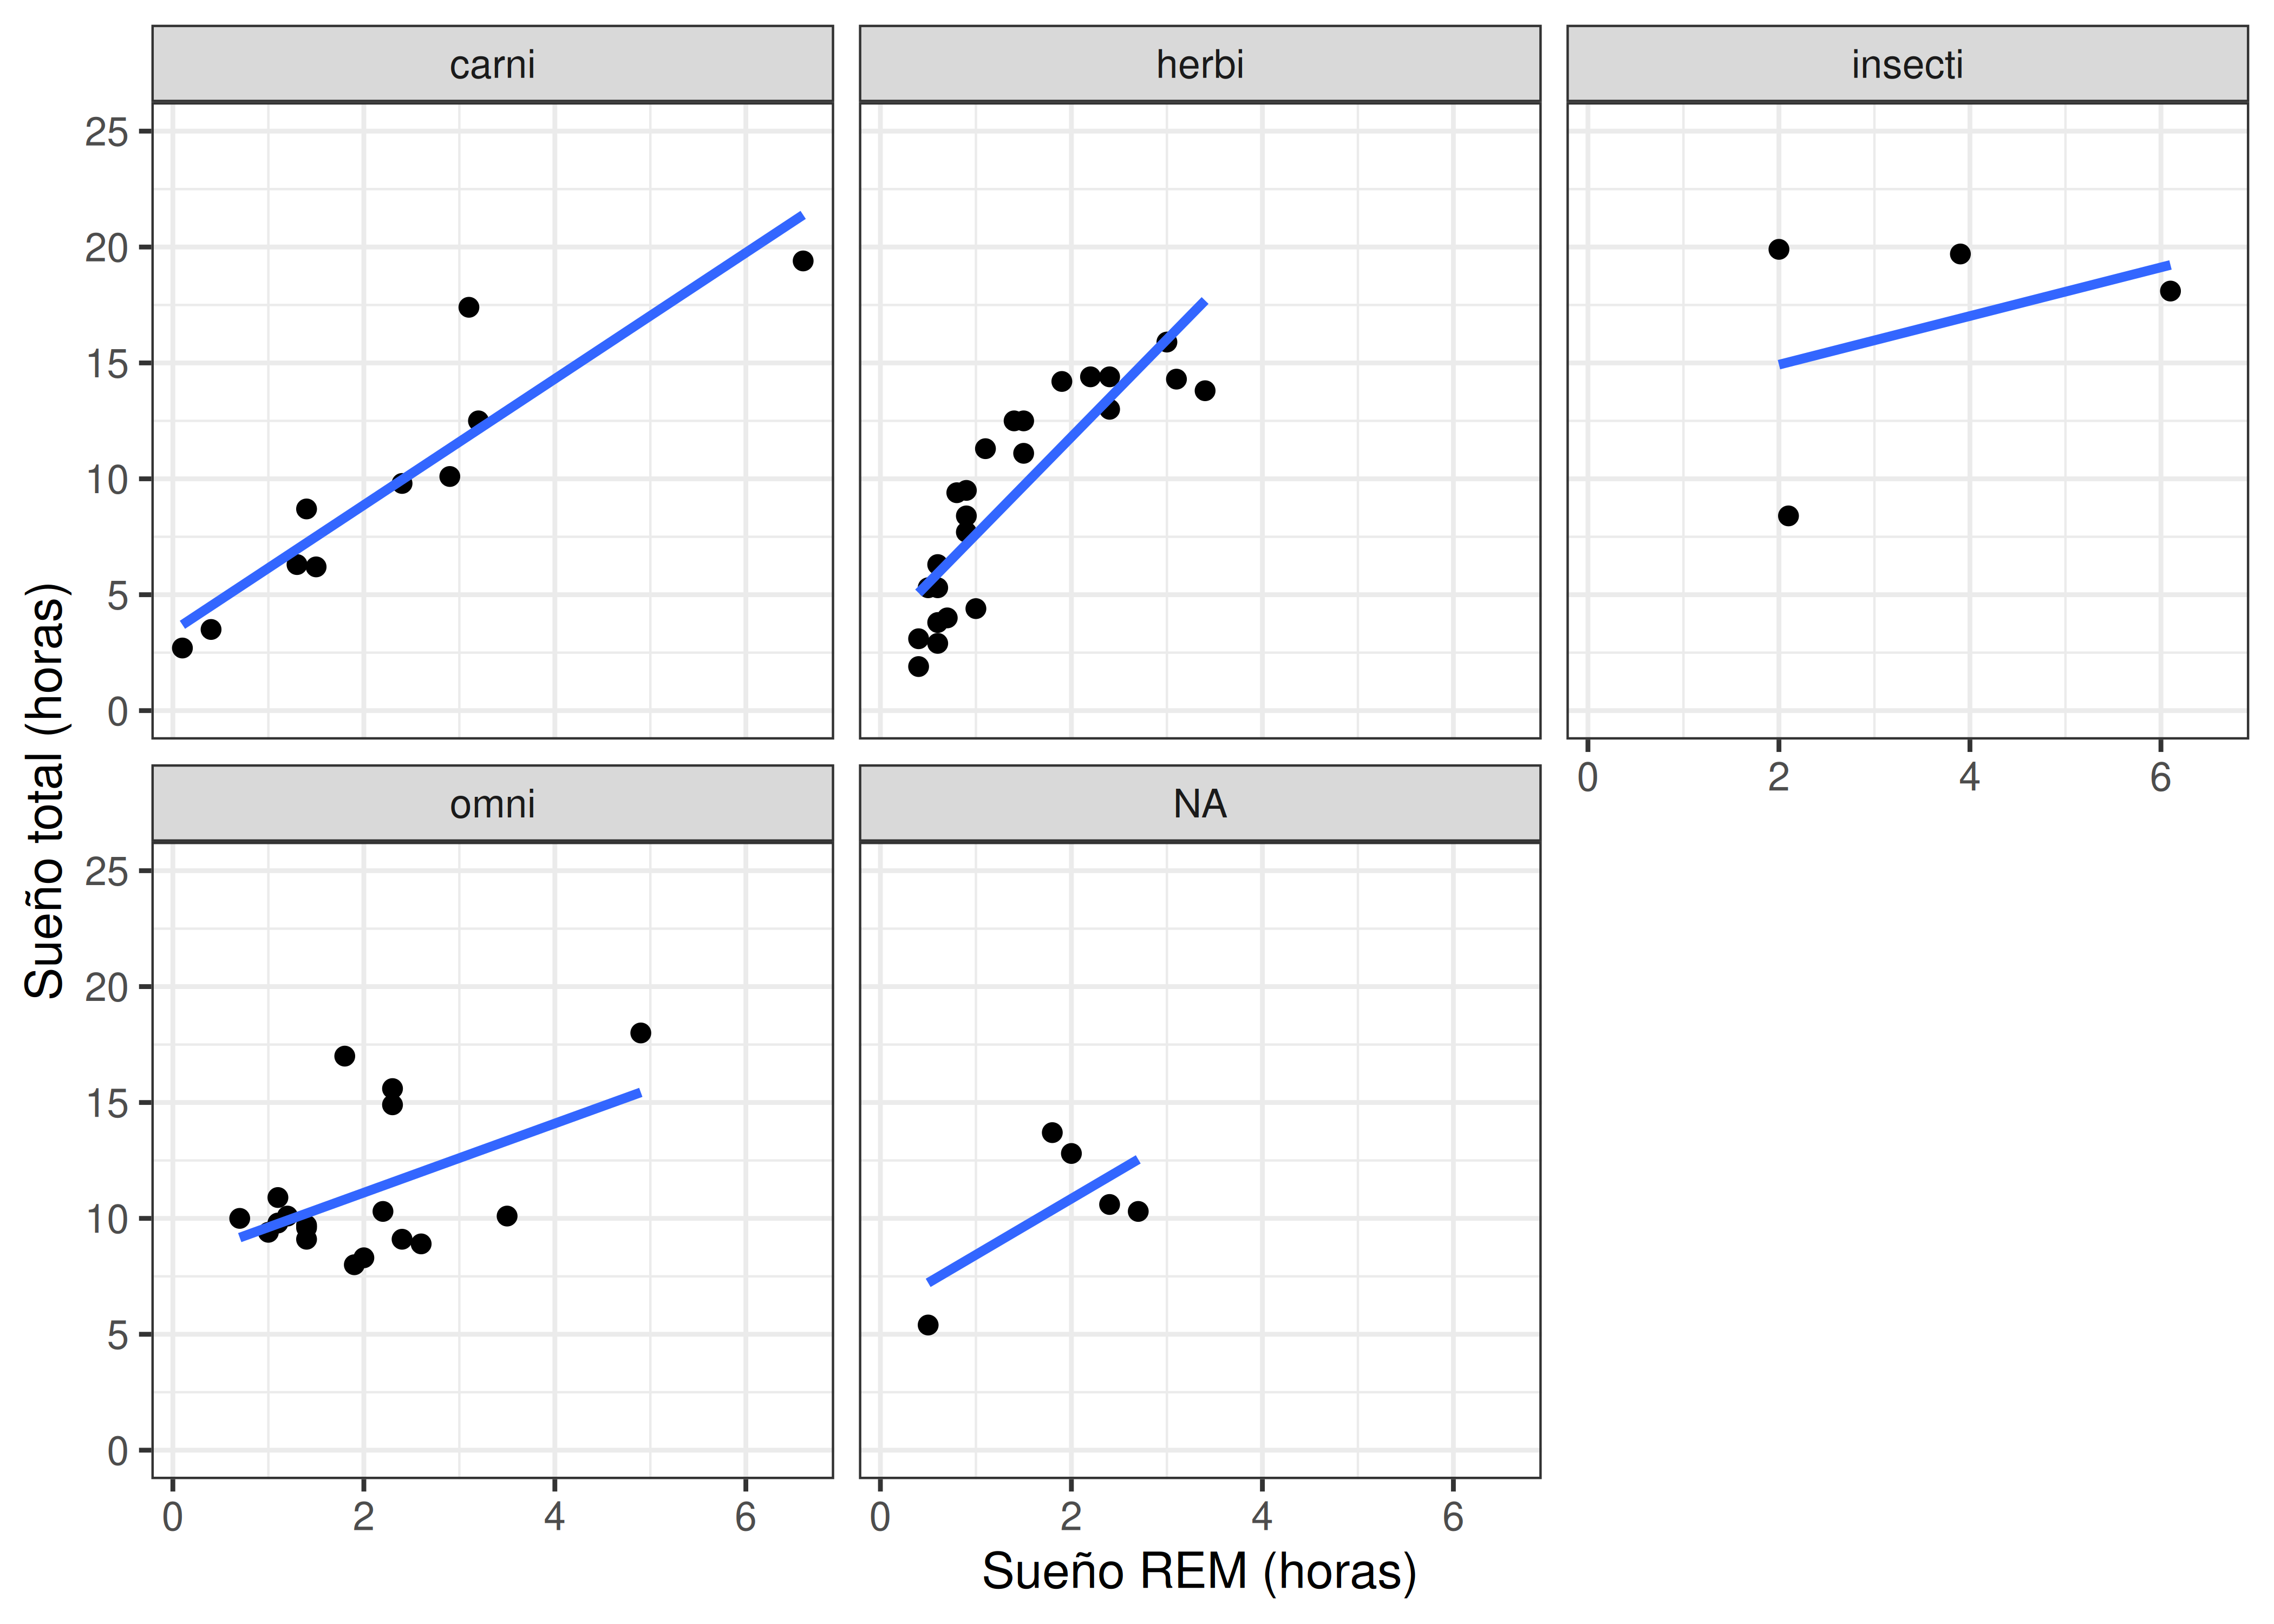 carni
herbi
insecti
25
20
15
10
5
0
0 2 4 6
omni
NA
25
20
15
10
5
0
0 2 4 6
0 2 4 6
Sueño total (horas)
Sueño REM (horas)